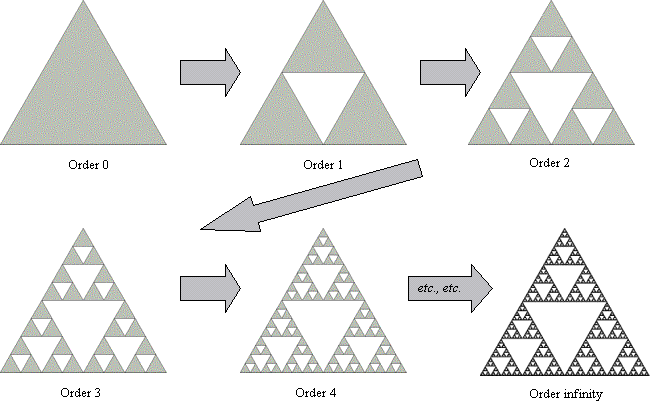 Order 0
Order 1
Order 2
Order 3
Order 4
etc., etc.
Order infinity